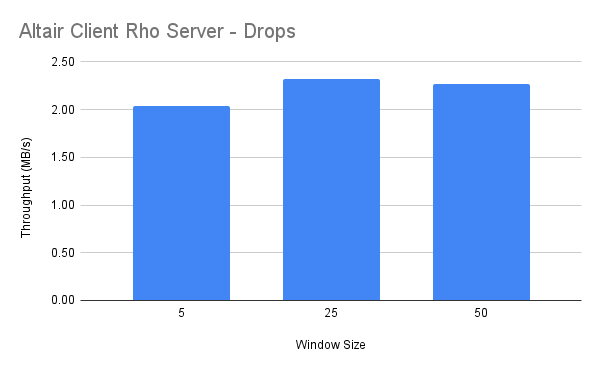 Altair Client Rho Server - Drops
2.50
2.00
1.50
1.00
0.50
0.00
Throughput (MB/s)
5 25 50
Window Size